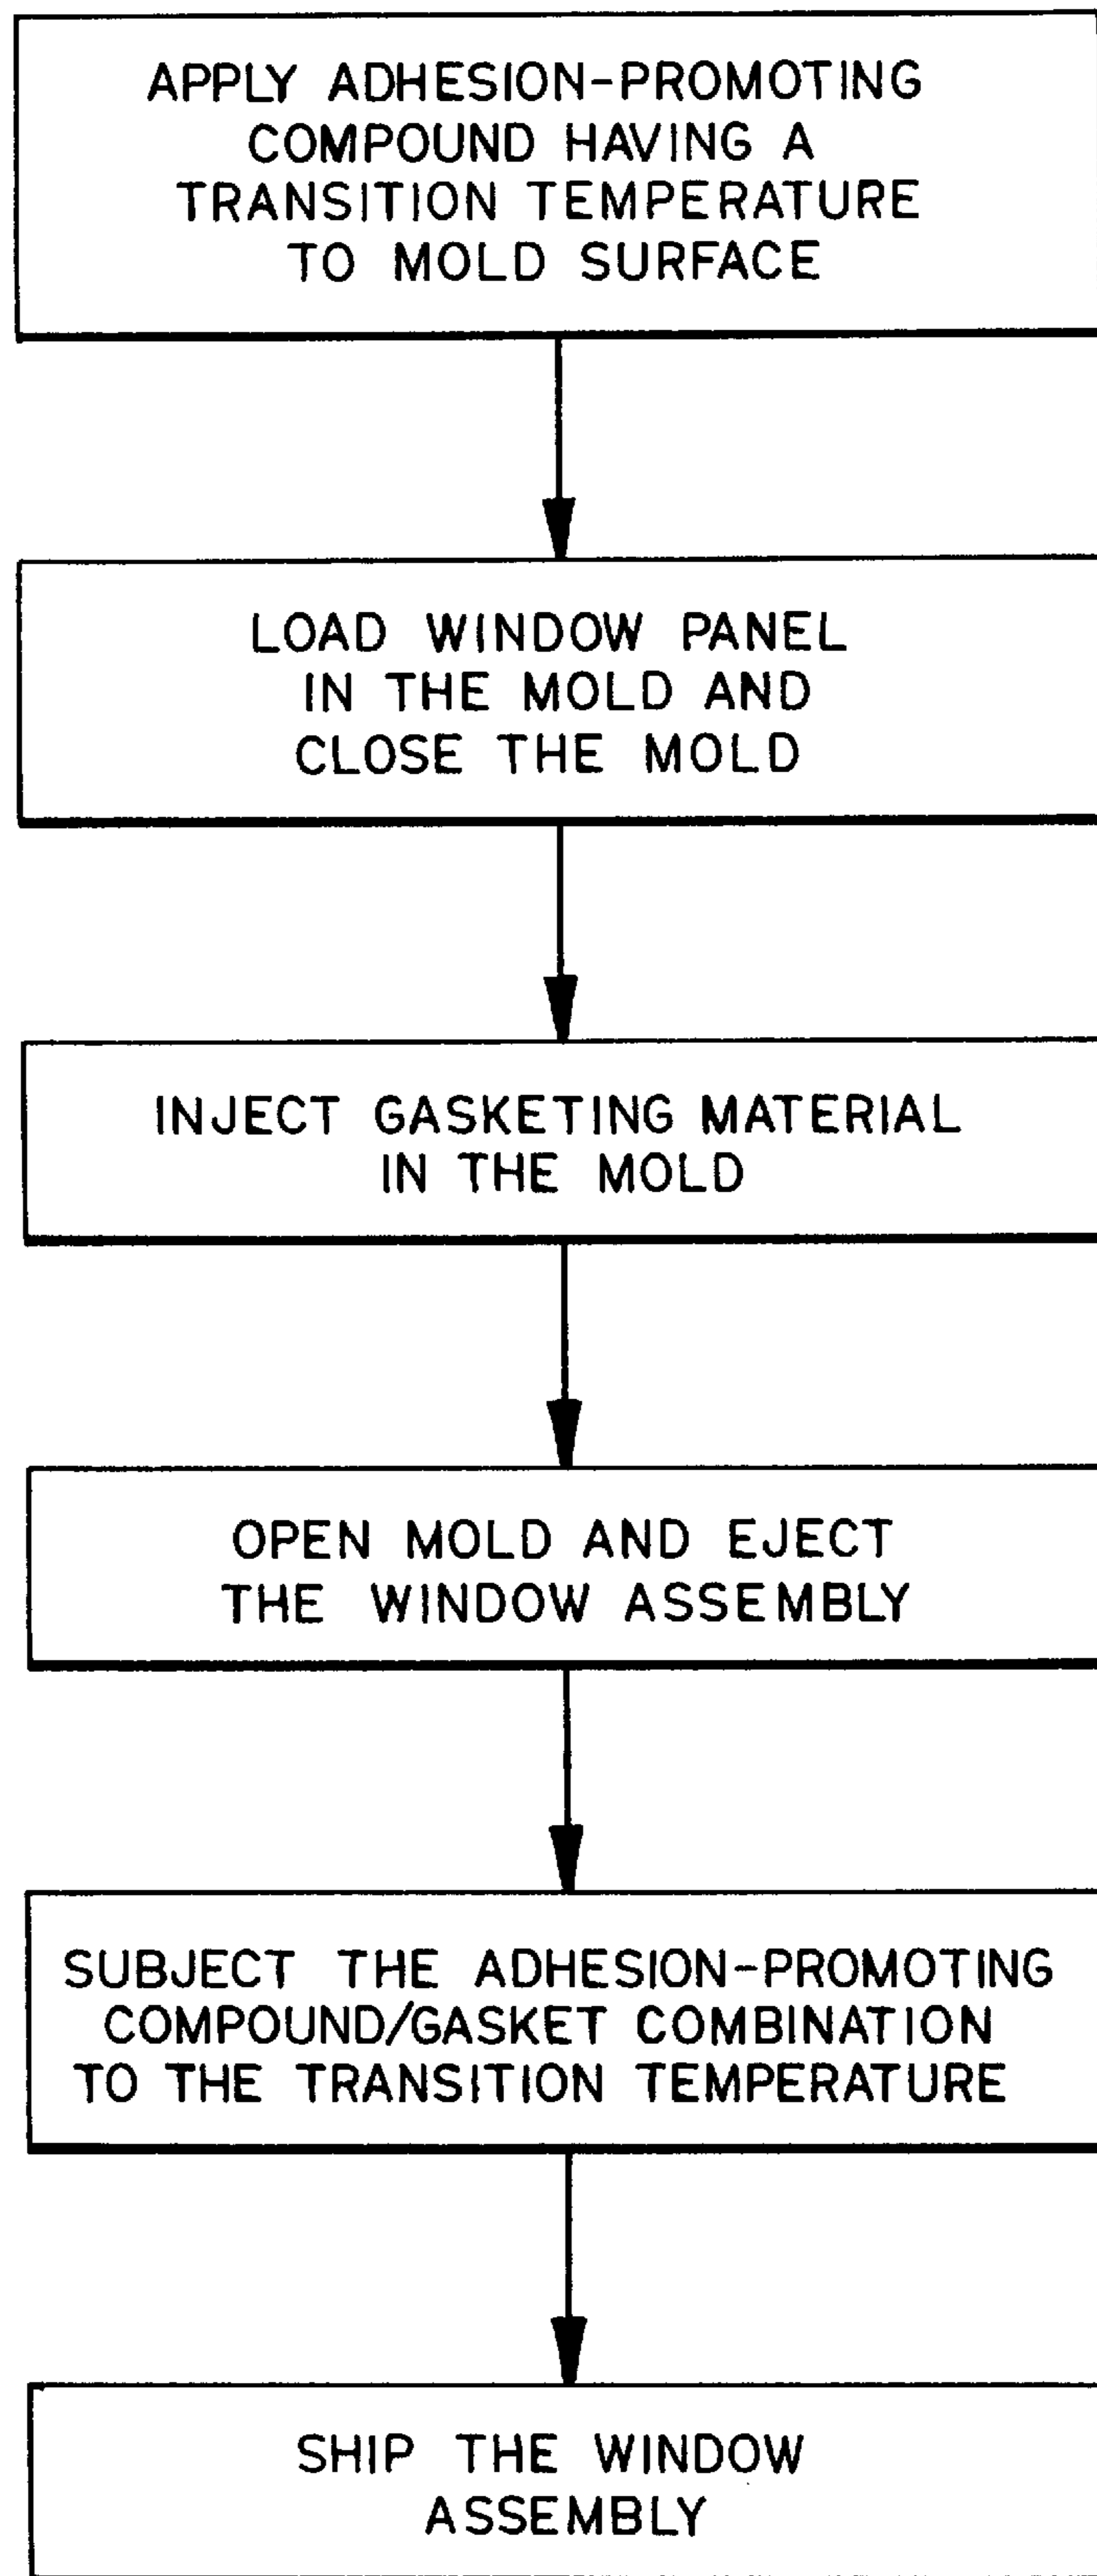 APPLY ADHESION-PROMOTING
COMPOUND HAVING A
TRANSITION TEMPERATURE
TO MOLD SURFACE
LOAD WINDOW PANEL
IN THE MOLD AND
CLOSE THE MOLD
INJECT GASKETING MATERIAL
IN THE MOLD
OPEN MOLD AND EJECT
THE WINDOW ASSEMBLY
SUBJECT THE ADHESION-PROMOTING
COMPOUND/GASKET COMBINATION
TO THE TRANSITION TEMPERATURE
SHIP THE WINDOW
ASSEMBLY